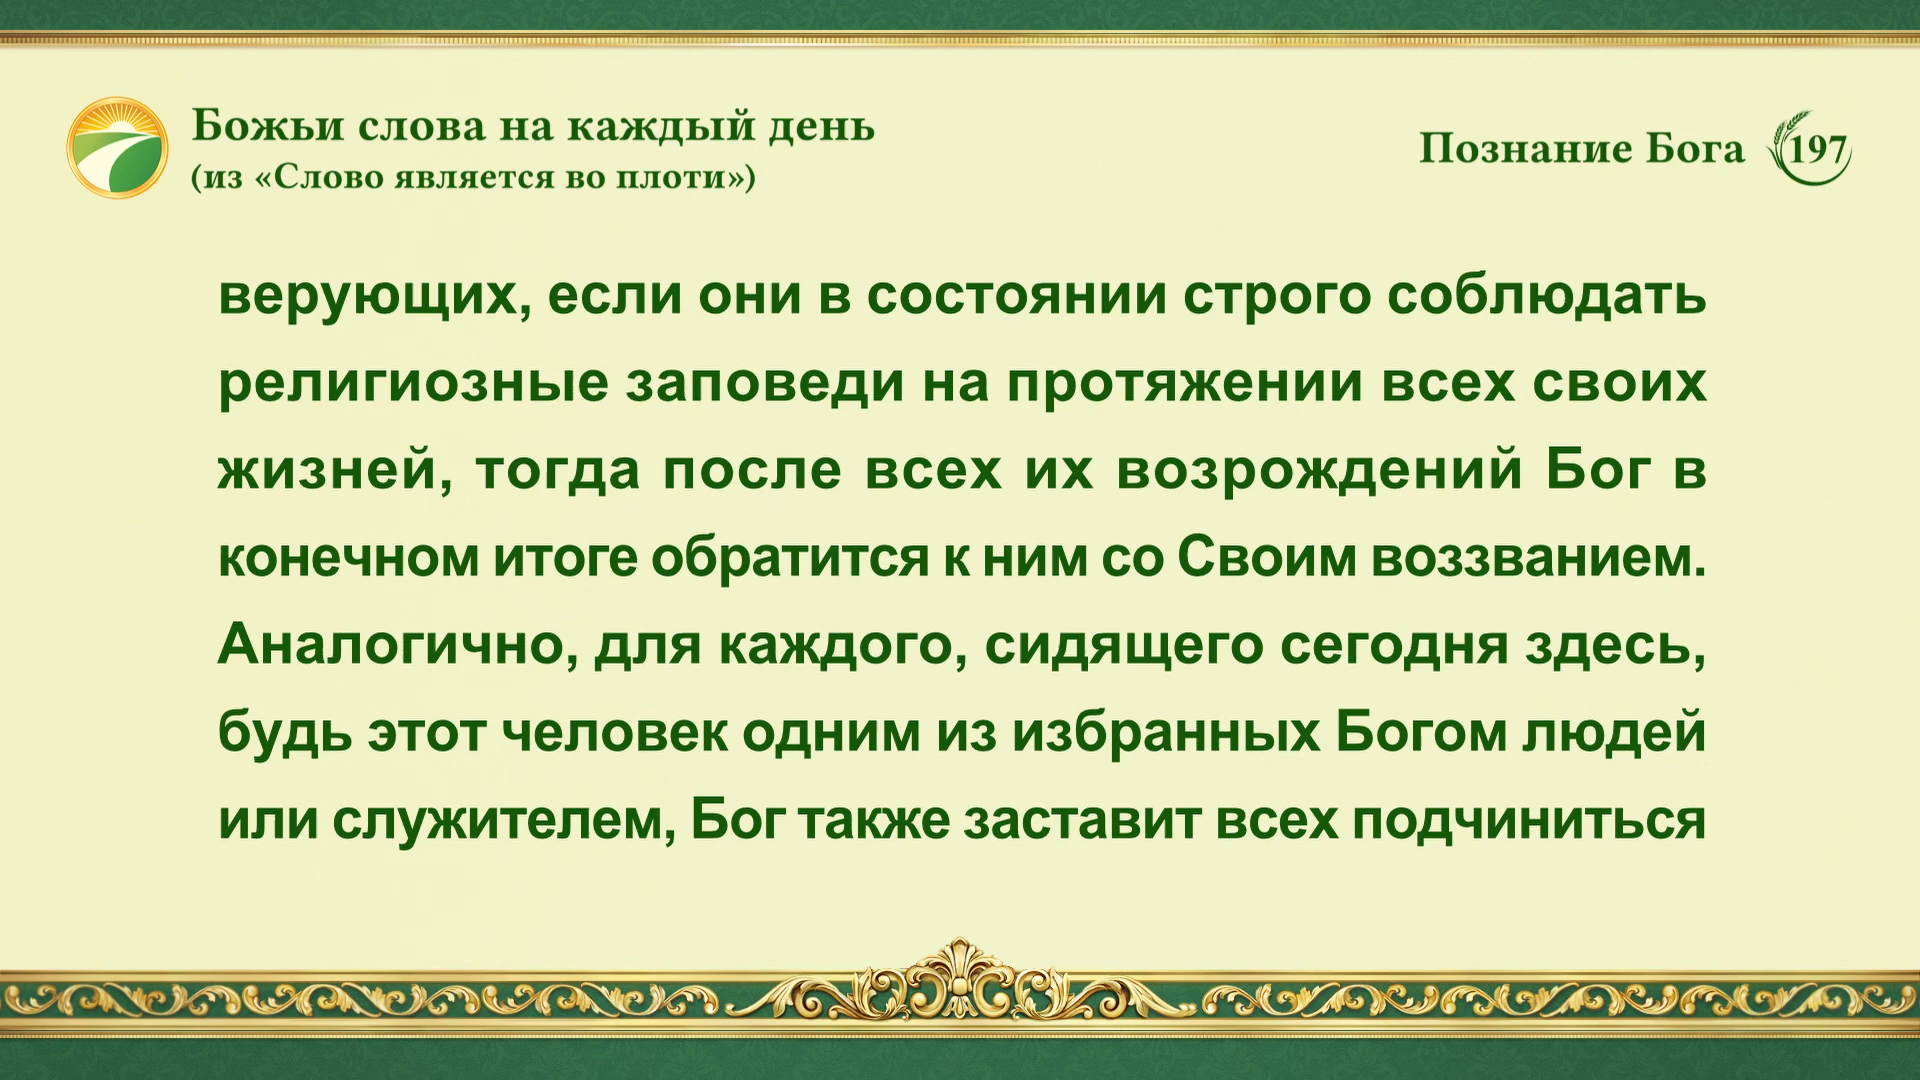 Божьи слова на каждый день
(из «Слово является во плоти»)
Познание Бога 197
верующих, если они в состоянии строго соблюдать
религиозные заповеди на протяжении всех своих
жизней, тогда после всех их возрождений Бог в
конечном итоге обратится к ним со Своим воззванием.
Аналогично, для каждого, сидящего сегодня здесь,
будь этот человек одним из избранных Богом людей
или служителем, Бог также заставит всех подчиниться